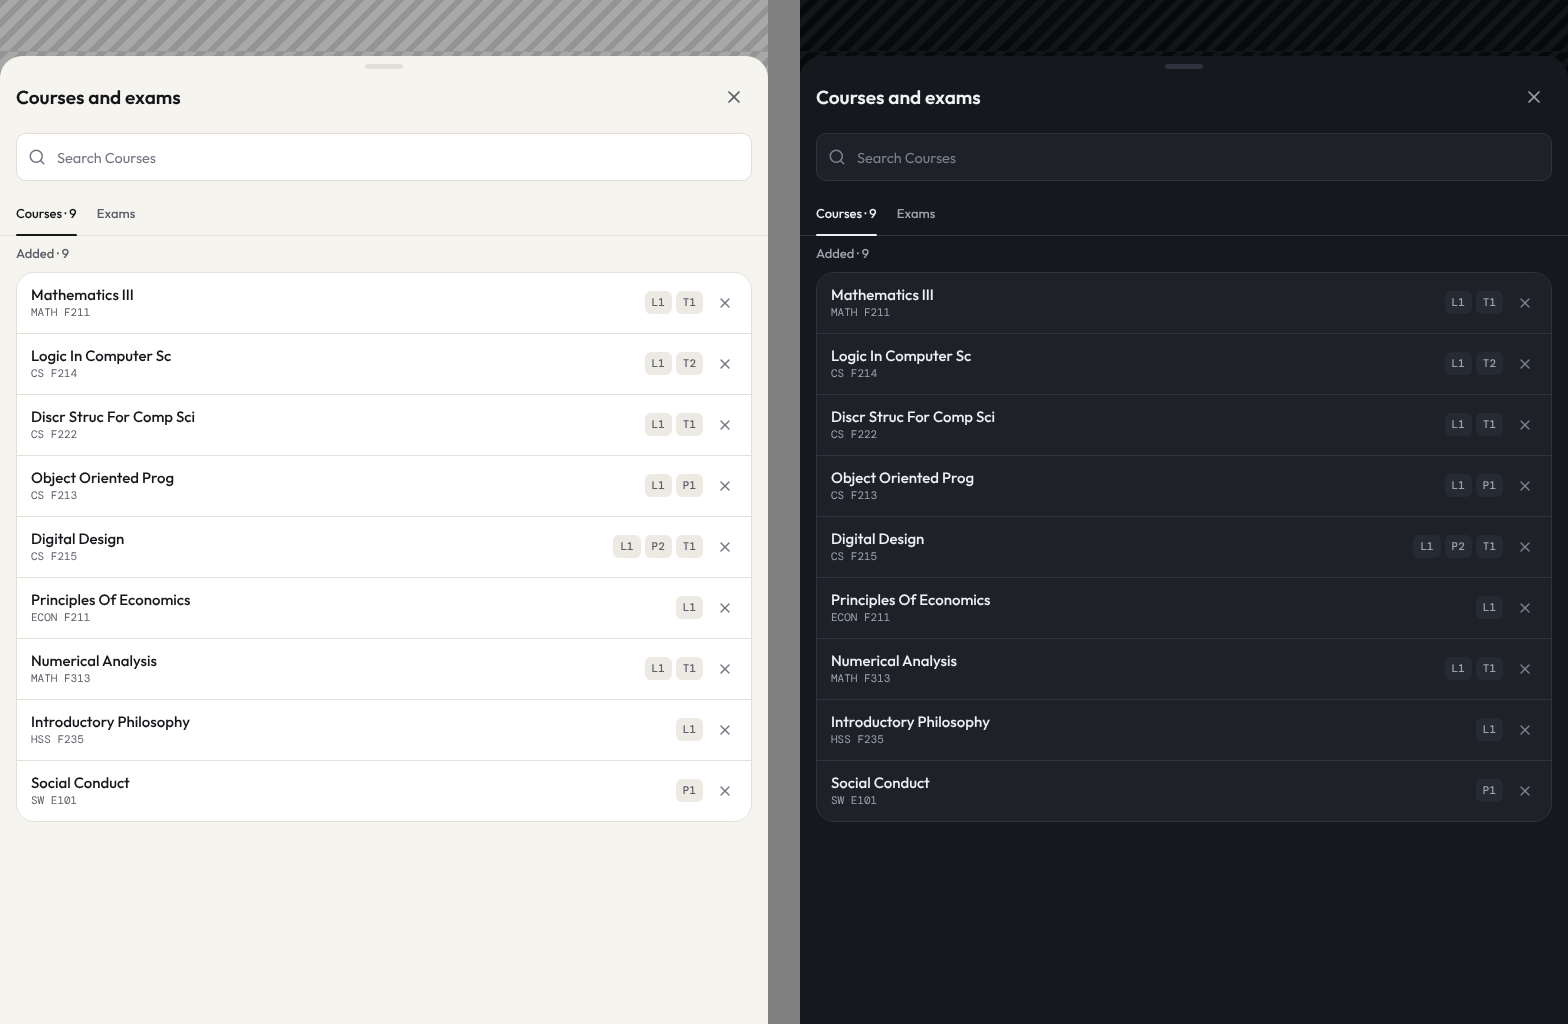 Courses and exams
Search Courses
Courses · 9 Exams
Added · 9
Mathematics III
MATH F211
L1 T1
Logic In Computer Sc
CS F214
L1 T2
Discr Struc For Comp Sci
CS F222
L1 T1
Object Oriented Prog
CS F213
L1 P1
Digital Design
CS F215
L1 P2 T1
Principles Of Economics
ECON F211
L1
Numerical Analysis
MATH F313
L1 T1
Introductory Philosophy
HSS F235
L1
Social Conduct
SW E101
P1
Courses and exams
Search Courses
Courses · 9 Exams
Added · 9
Mathematics III
MATH F211
L1 T1
Logic In Computer Sc
CS F214
L1 T2
Discr Struc For Comp Sci
CS F222
L1 T1
Object Oriented Prog
CS F213
L1 P1
Digital Design
CS F215
L1 P2 T1
Principles Of Economics
ECON F211
L1
Numerical Analysis
MATH F313
L1 T1
Introductory Philosophy
HSS F235
L1
Social Conduct
SW E101
P1